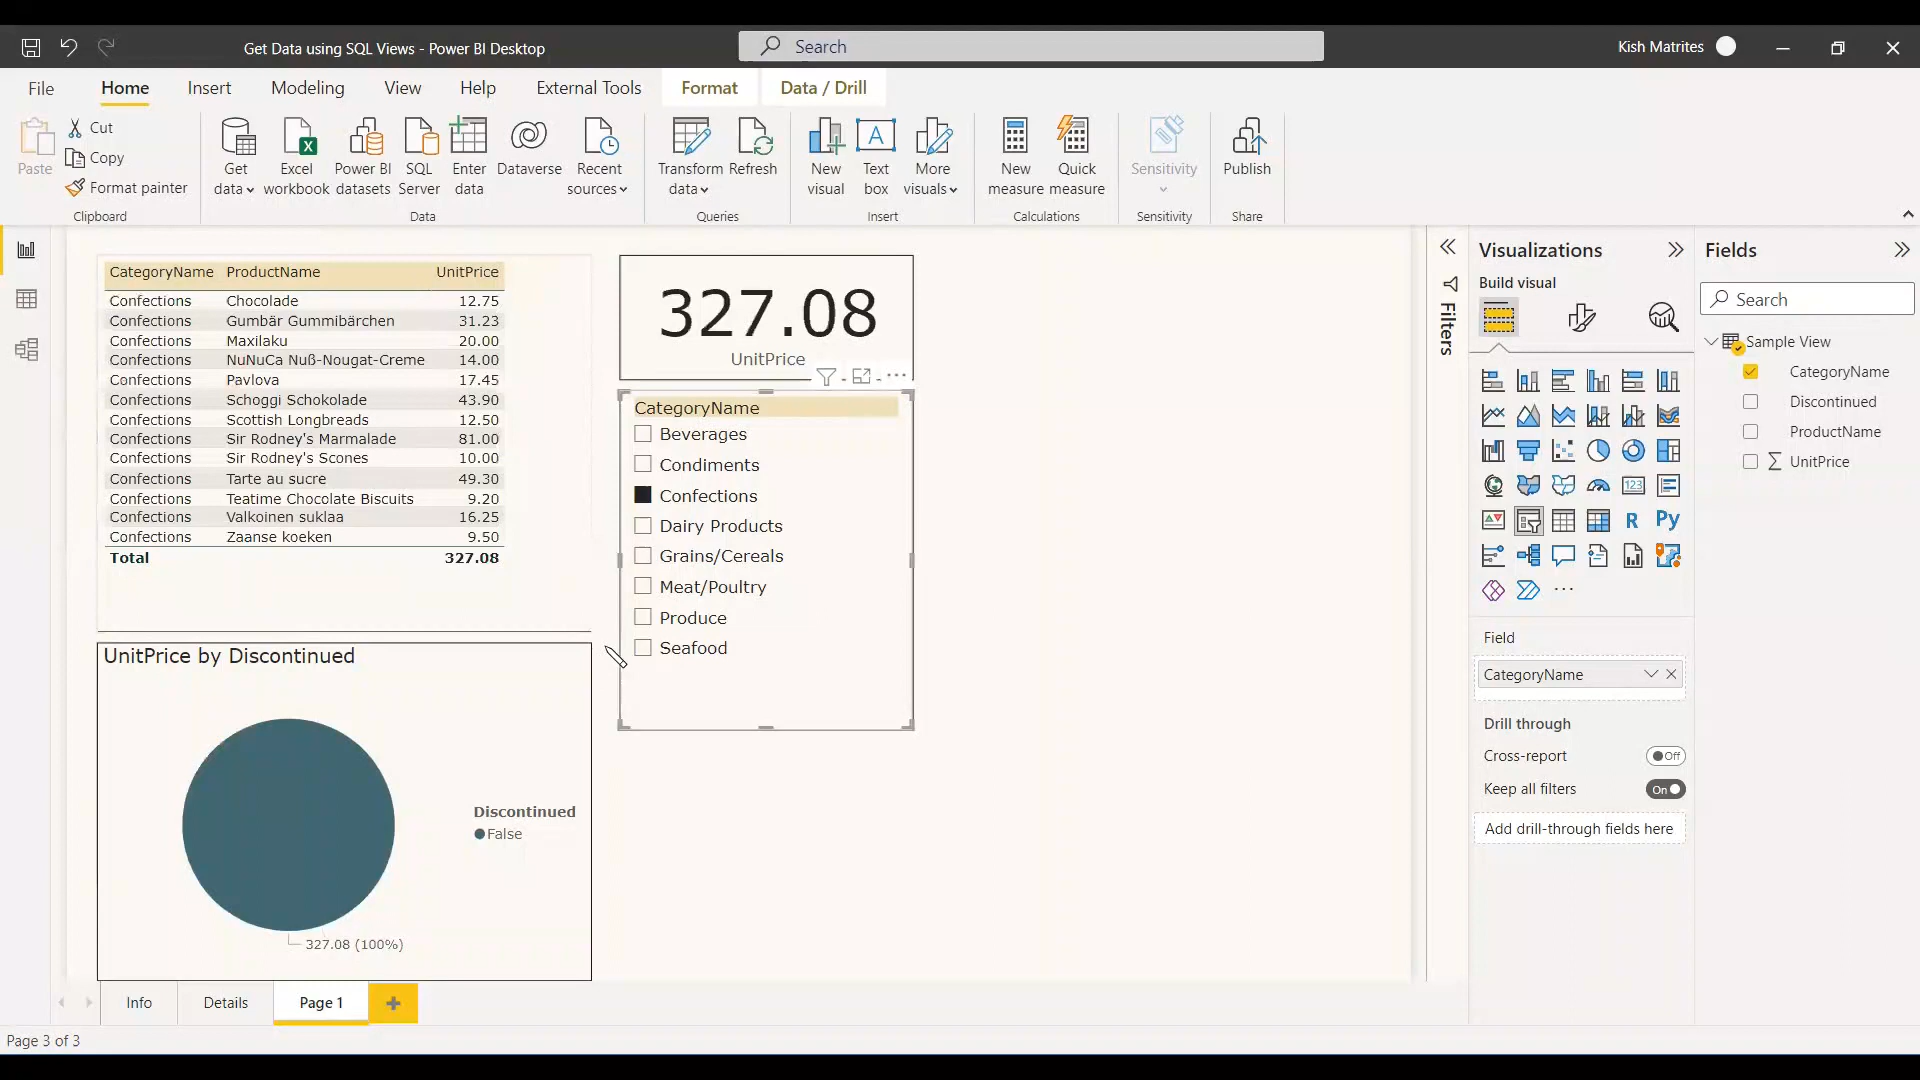 Get Data using SQL Views - Power BI Desktop
Search
Kish Matrites
File Home Insert Modeling View Help External Tools Format Data / Drill
Paste
Cut
Copy
Format painter
Clipboard
Get data
Excel workbook
Power BI datasets
SQL Server
Enter data
Dataverse
Recent sources
Data
Transform data
Refresh
Queries
New visual
Text box
More visuals
Insert
New measure
Quick measure
Calculations
Sensitivity
Sensitivity
Publish
Share
CategoryName ProductName UnitPrice
Confections Chocolade 12.75
Confections Gumbär Gummibärchen 31.23
Confections Maxilaku 20.00
Confections NuNuCa Nuß-Nougat-Creme 14.00
Confections Pavlova 17.45
Confections Schoggi Schokolade 43.90
Confections Scottish Longbreads 12.50
Confections Sir Rodney's Marmalade 81.00
Confections Sir Rodney's Scones 10.00
Confections Tarte au sucre 49.30
Confections Teatime Chocolate Biscuits 9.20
Confections Valkoinen suklaa 16.25
Confections Zaanse koeken 9.50
Total 327.08
327.08
UnitPrice
CategoryName
Beverages
Condiments
Confections
Dairy Products
Grains/Cereals
Meat/Poultry
Produce
Seafood
UnitPrice by Discontinued
Discontinued
False
327.08 (100%)
Filters
Visualizations
Build visual
123
R
Py
Field
CategoryName
Drill through
Cross-report Off
Keep all filters On
Add drill-through fields here
Fields
Search
Sample View
CategoryName
Discontinued
ProductName
UnitPrice
Info Details Page 1
Page 3 of 3